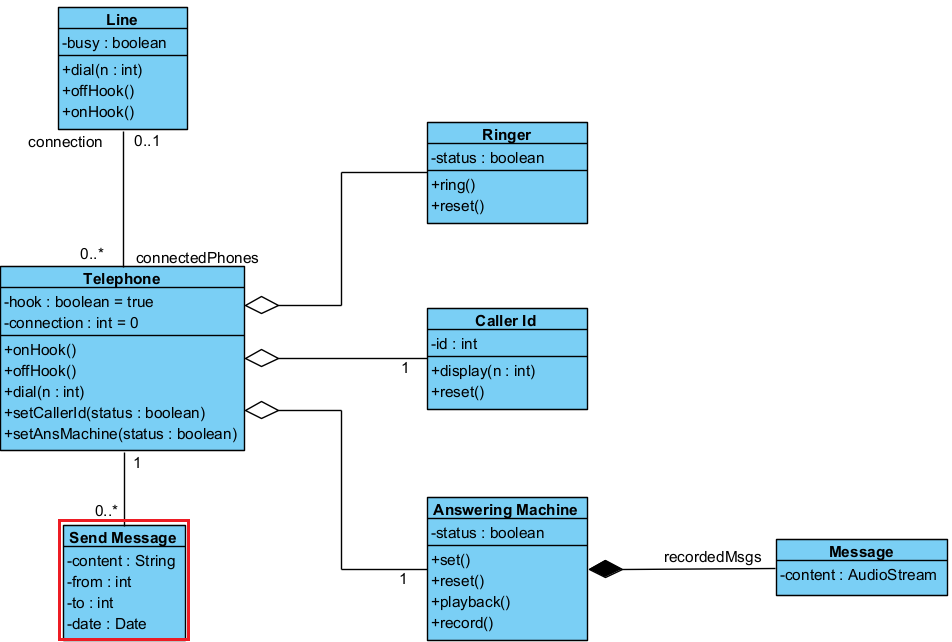 Line
-busy : boolean
+dial(n : int)
+offHook()
+onHook()
connection
0..1
0..*
connectedPhones
Telephone
-hook : boolean = true
-connection : int = 0
+onHook()
+offHook()
+dial(n : int)
+setCallerId(status : boolean)
+setAnsMachine(status : boolean)
1
0..*
Send Message
-content : String
-from : int
-to : int
-date : Date
Ringer
-status : boolean
+ring()
+reset()
Caller Id
-id : int
+display(n : int)
+reset()
1
Answering Machine
-status : boolean
+set()
+reset()
+playback()
+record()
1
recordedMsgs
Message
-content : AudioStream